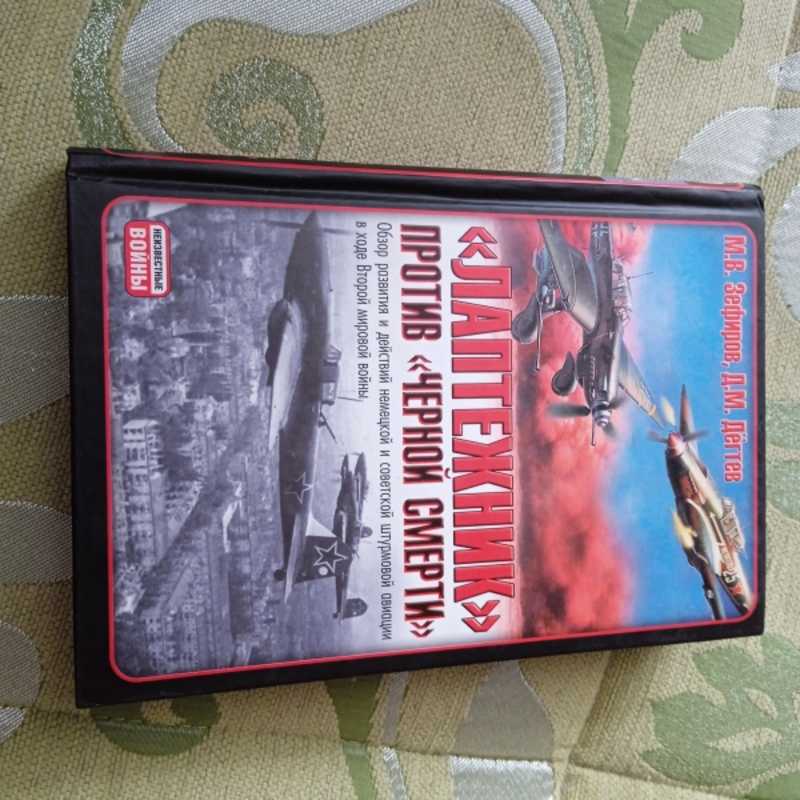 М.В. Зефиров, Д.М. Дёгтев
«ЛАПТЕЖНИК»
ПРОТИВ «ЧЕРНОЙ СМЕРТИ»
Обзор развития и действий немецкой и советской штурмовой авиации
в ходе Второй мировой войны
НЕИЗВЕСТНЫЕ
ВОЙНЫ